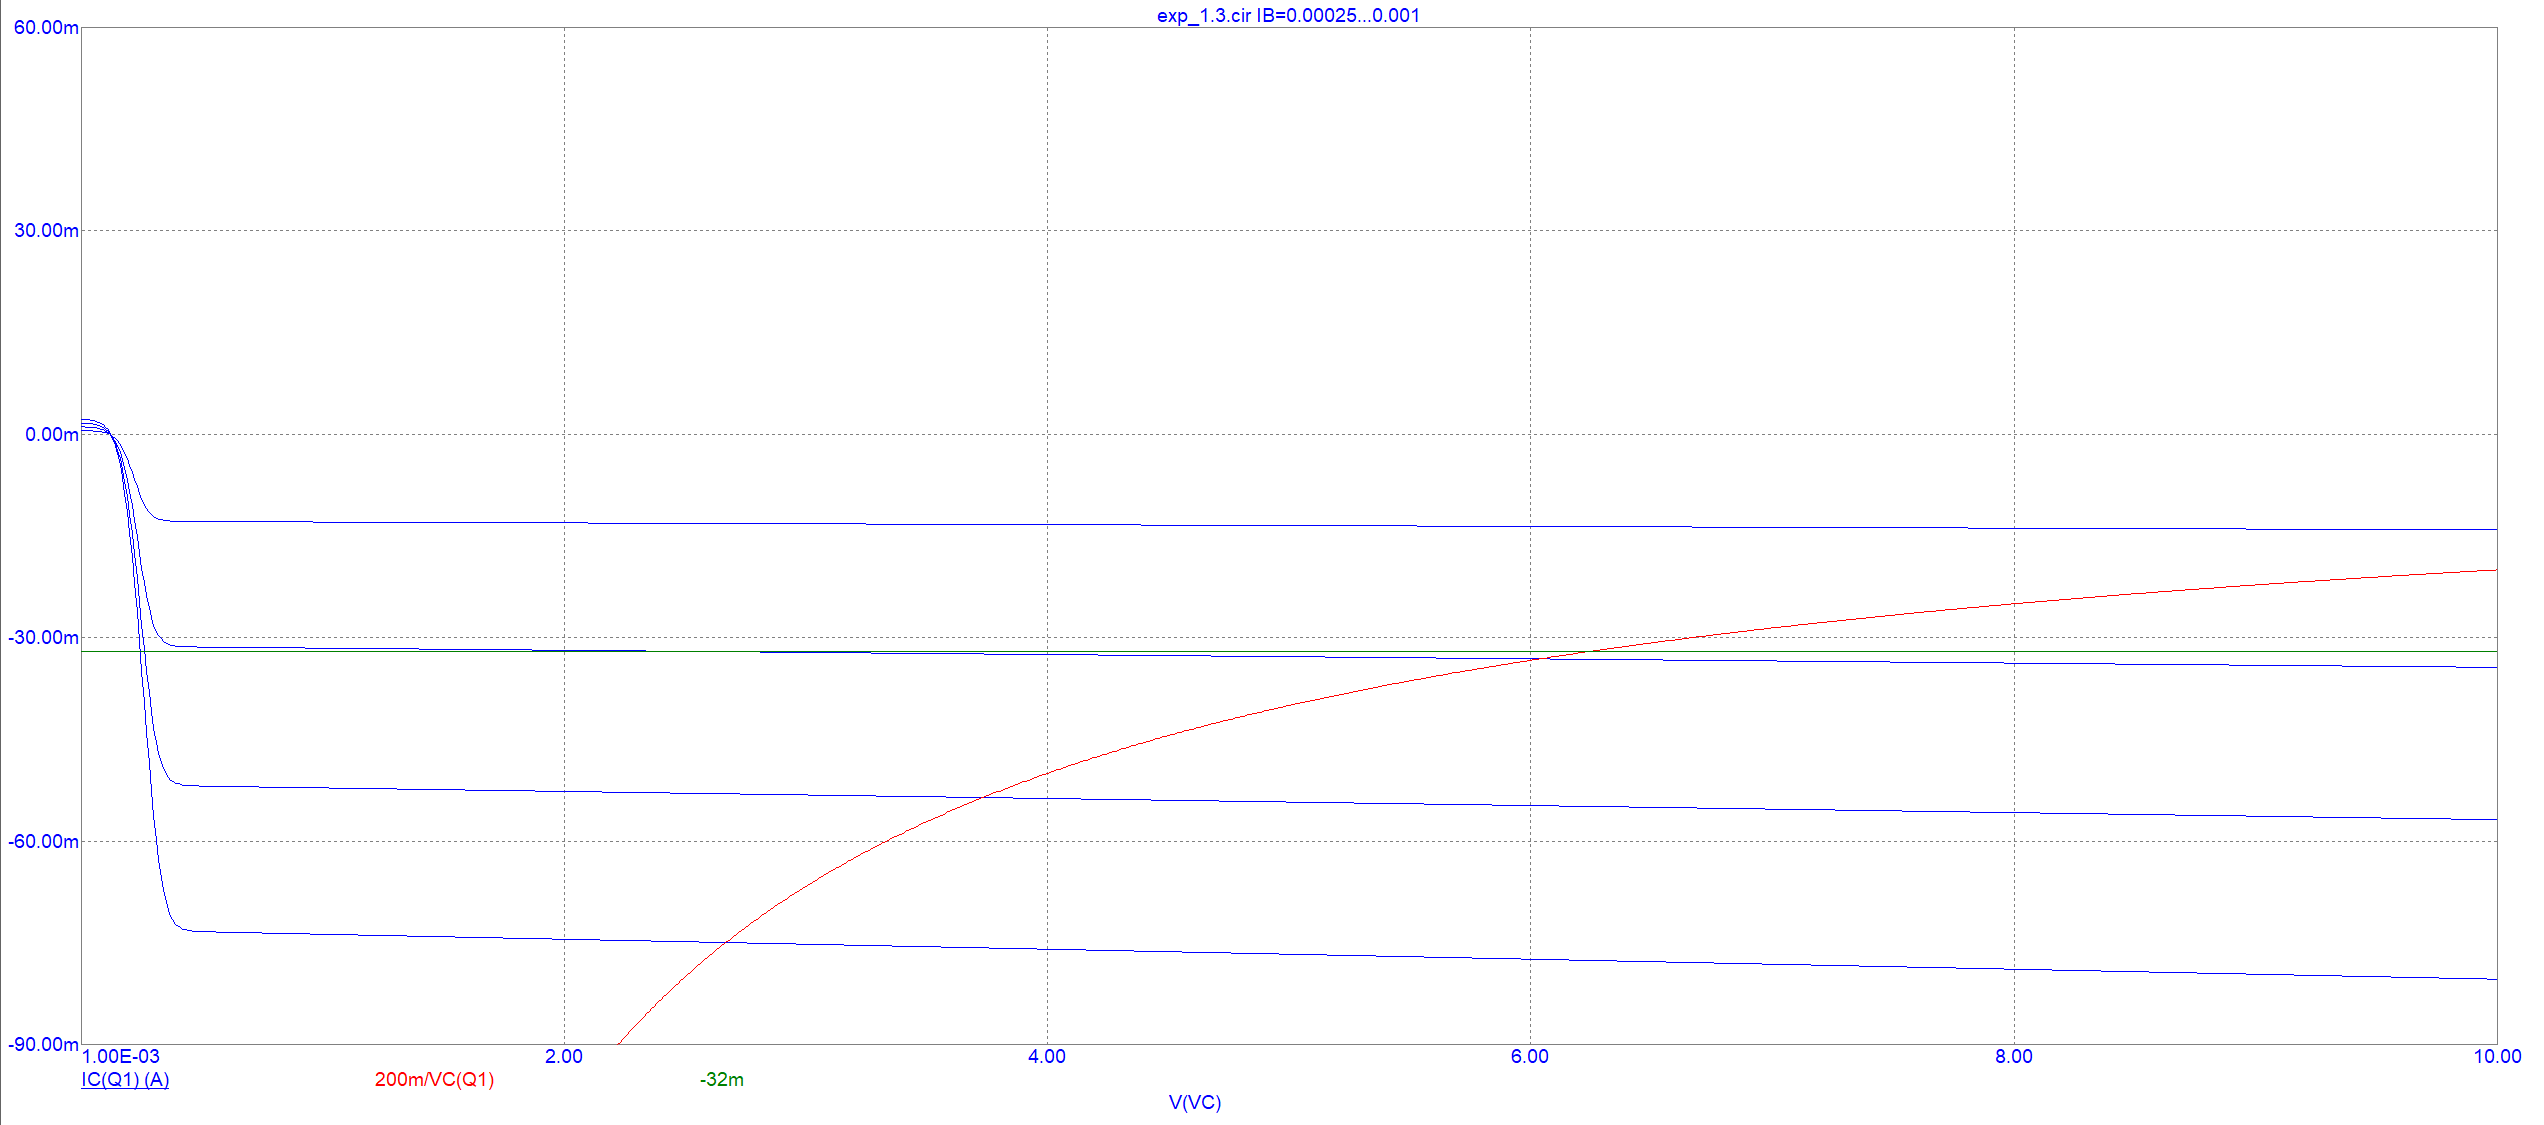 exp_1.3.cir IB=0.00025...0.001
60.00m
30.00m
0.00m
-30.00m
-60.00m
-90.00m
1.00E-03 2.00 4.00 6.00 8.00 10.00
IC(Q1) (A) 200m/VC(Q1) -32m
V(VC)